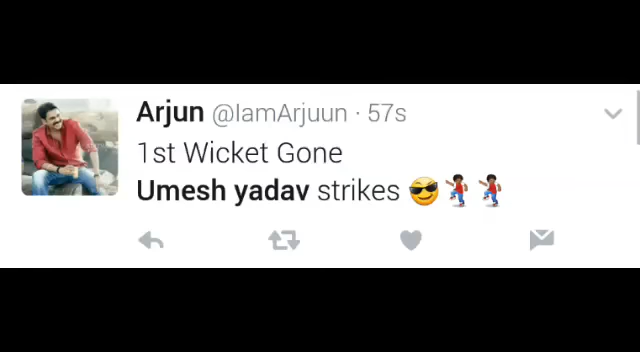 Arjun @IamArjuun · 57s
1st Wicket Gone
Umesh yadav strikes 😎💃💃